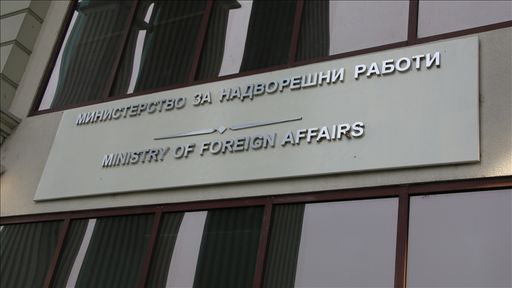 МИНИСТЕРСТВО ЗА НАДВОРЕШНИ РАБОТИ
MINISTRY OF FOREIGN AFFAIRS